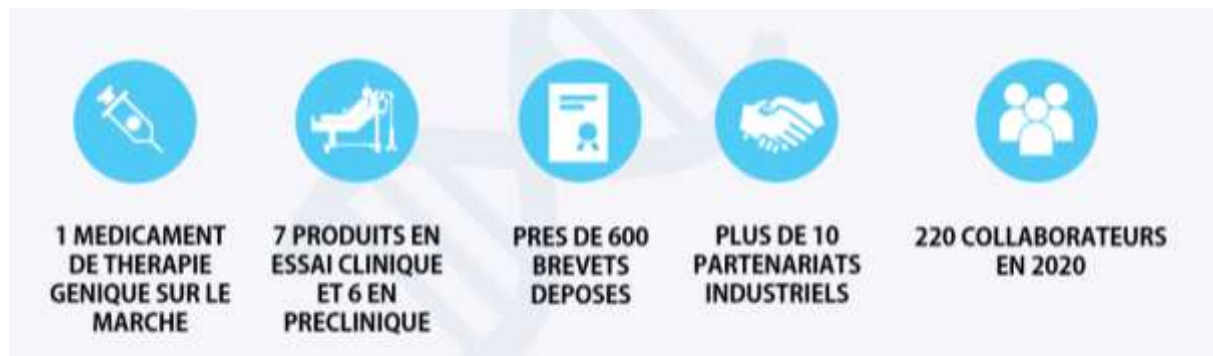 1 MEDICAMENT
DE THERAPIE
GENIQUE SUR LE
MARCHE
7 PRODUITS EN
ESSAI CLINIQUE
ET 6 EN
PRECLINIQUE
PRES DE 600
BREVETS
DEPOSES
PLUS DE 10
PARTENARIATS
INDUSTRIELS
220 COLLABORATEURS
EN 2020